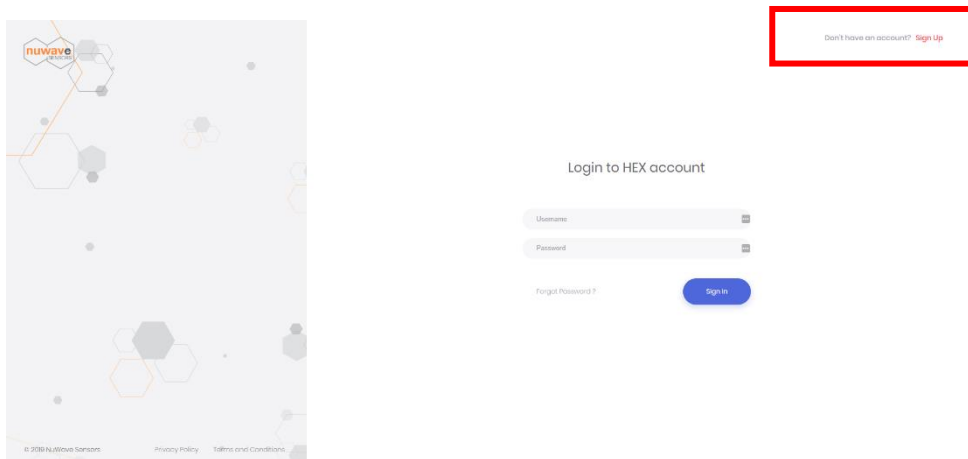 nuwave
SENSORS
Don't have an account? Sign Up
Login to HEX account
Username
Password
Forgot Password ?
Sign In
© 2019 NuWave Sensors
Privacy Policy
Terms and Conditions